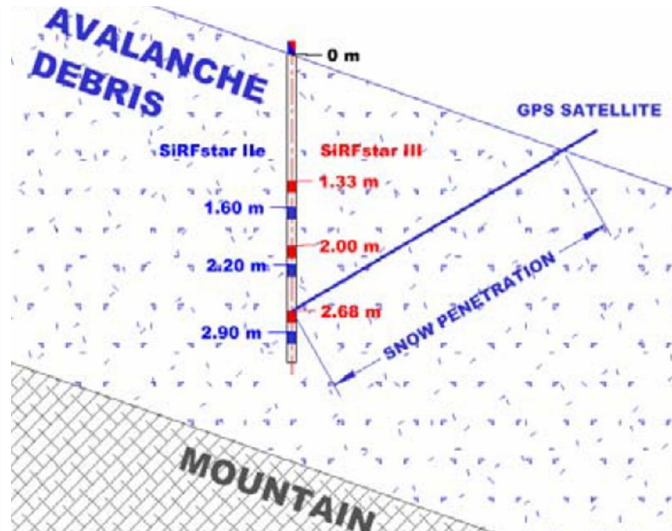 AVALANCHE
DEBRIS
0 m
GPS SATELLITE
SiRFstar IIe
SiRFstar III
1.33 m
1.60 m
2.00 m
2.20 m
2.68 m
2.90 m
SNOW PENETRATION
MOUNTAIN